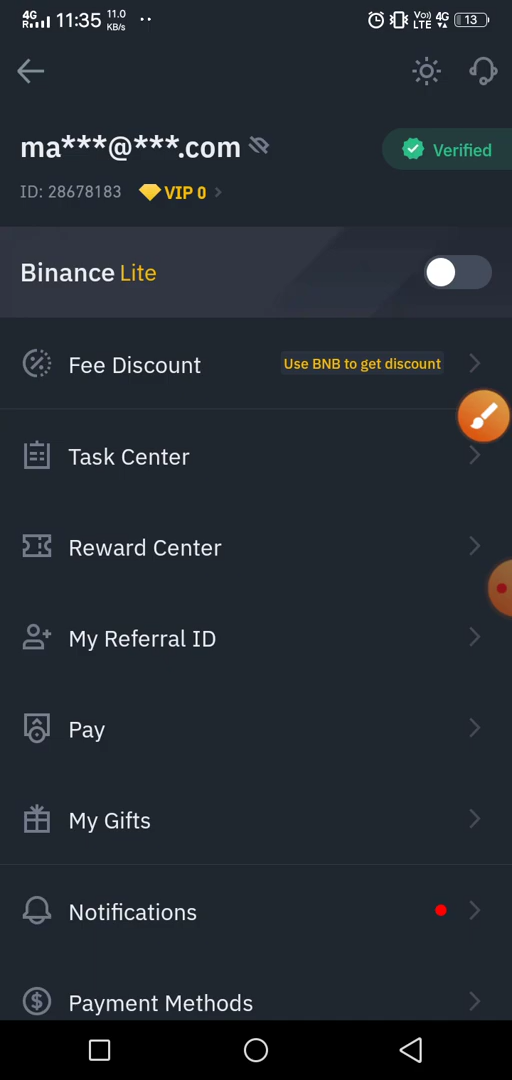 4G R 11:35 11.0 KB/s Vo) LTE 4G 13
ma***@***.com Verified
ID: 28678183 VIP 0
Binance Lite
Fee Discount Use BNB to get discount
Task Center
Reward Center
My Referral ID
Pay
My Gifts
Notifications
Payment Methods